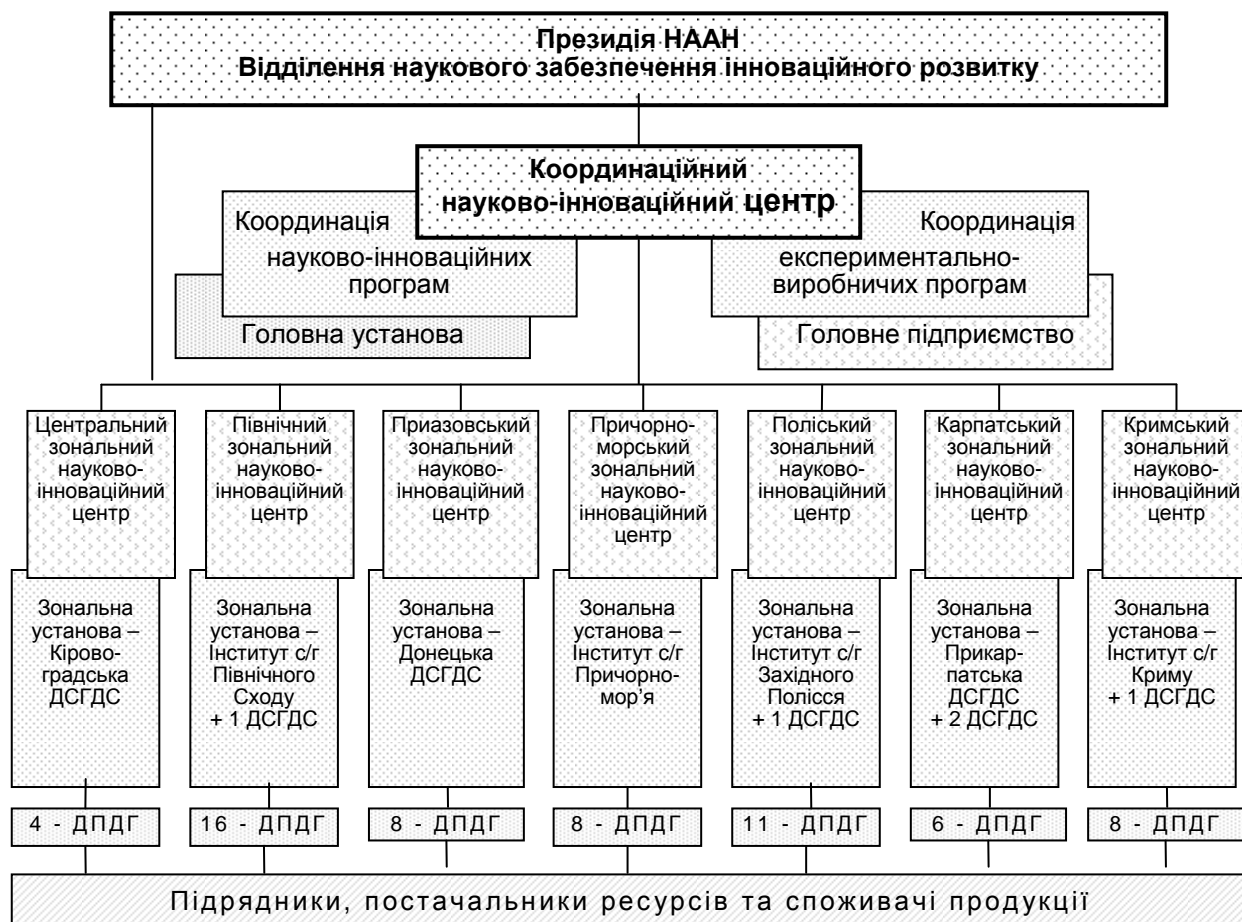 Президія НААН
Відділення наукового забезпечення інноваційного розвитку
Координаційний
науково-інноваційний центр
Координація
науково-інноваційних
програм
Головна установа
Координація
експериментально-
виробничих програм
Головне підприємство
Центральний
зональний
науково-
інноваційний
центр
Північний
зональний
науково-
інноваційний
центр
Приазовський
зональний
науково-
інноваційний
центр
Причорно-
морський
зональний
науково-
інноваційний
центр
Поліський
зональний
науково-
інноваційний
центр
Карпатський
зональний
науково-
інноваційний
центр
Кримський
зональний
науково-
інноваційний
центр
Зональна
установа –
Кірово-
градська
ДСГДС
Зональна
установа –
Інститут с/г
Північного
Сходу
+ 1 ДСГДС
Зональна
установа –
Донецька
ДСГДС
Зональна
установа –
Інститут с/г
Причорно-
мор’я
Зональна
установа –
Інститут с/г
Західного
Полісся
+ 1 ДСГДС
Зональна
установа –
Прикар-
патська
ДСГДС
+ 2 ДСГДС
Зональна
установа –
Інститут с/г
Криму
+ 1 ДСГДС
4 - ДПДГ
16 - ДПДГ
8 - ДПДГ
8 - ДПДГ
11 - ДПДГ
6 - ДПДГ
8 - ДПДГ
Підрядники, постачальники ресурсів та споживачі продукції